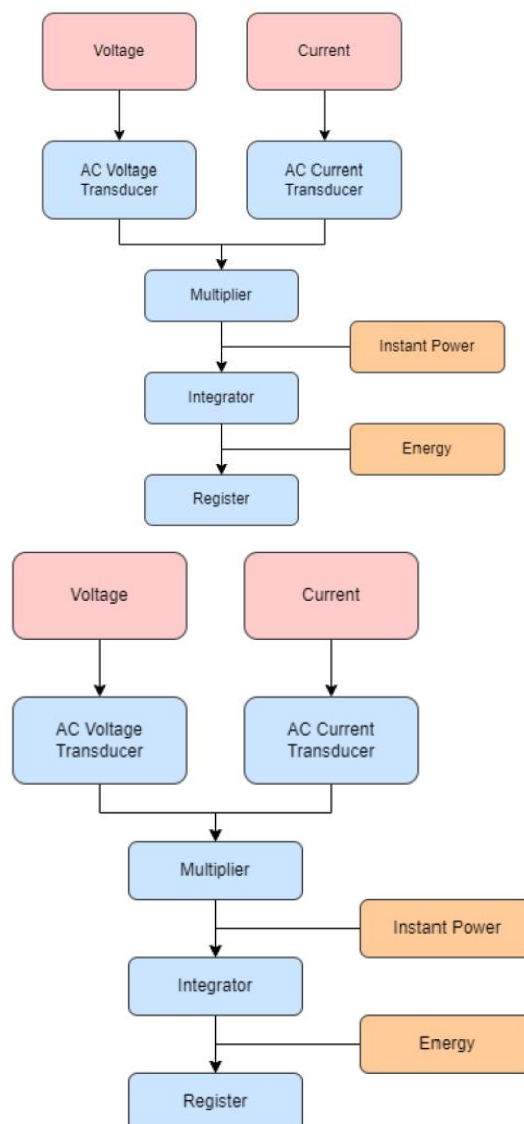 Voltage
Current
AC Voltage
Transducer
AC Current
Transducer
Multiplier
Instant Power
Integrator
Energy
Register
Voltage
Current
AC Voltage
Transducer
AC Current
Transducer
Multiplier
Instant Power
Integrator
Energy
Register